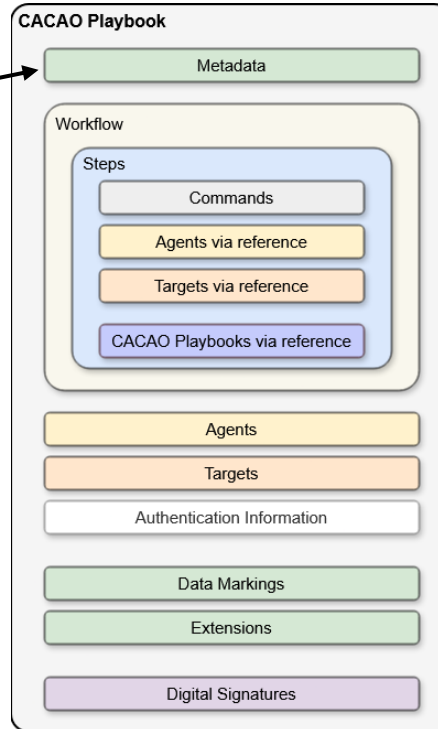 CACAO Playbook
Metadata
Workflow
Steps
Commands
Agents via reference
Targets via reference
CACAO Playbooks via reference
Agents
Targets
Authentication Information
Data Markings
Extensions
Digital Signatures